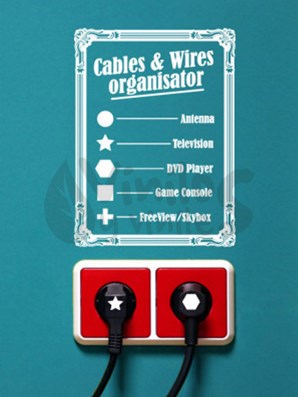 Cables & Wires
organisator
Antenna
Television
DVD Player
Game Console
FreeView/Skybox